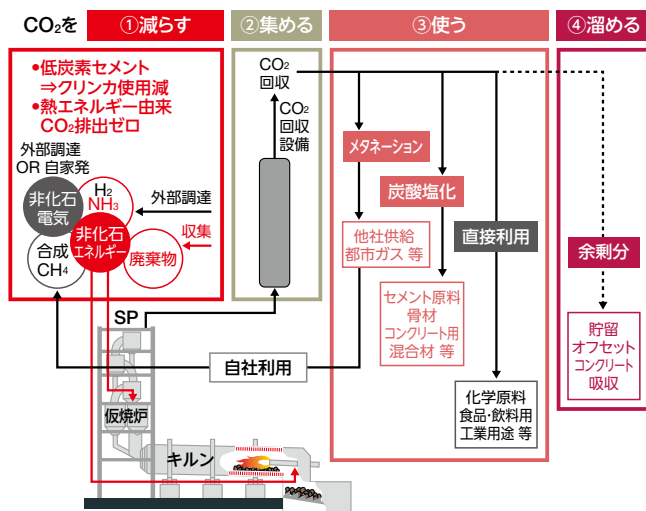 CO₂を
①減らす
②集める
③使う
④溜める
•低炭素セメント
⇒クリンカ使用減
•熱エネルギー由来
CO₂排出ゼロ
外部調達
OR 自家発
非化石
電気
H₂
NH₃
外部調達
非化石
エネルギー
収集
合成
CH₄
廃棄物
CO₂
回収
CO₂
回収
設備
メタネーション
炭酸塩化
直接利用
余剰分
他社供給
都市ガス 等
セメント原料
骨材
コンクリート用
混合材 等
化学原料
食品・飲料用
工業用途 等
貯留
オフセット
コンクリート
吸収
SP
自社利用
仮焼炉
キルン